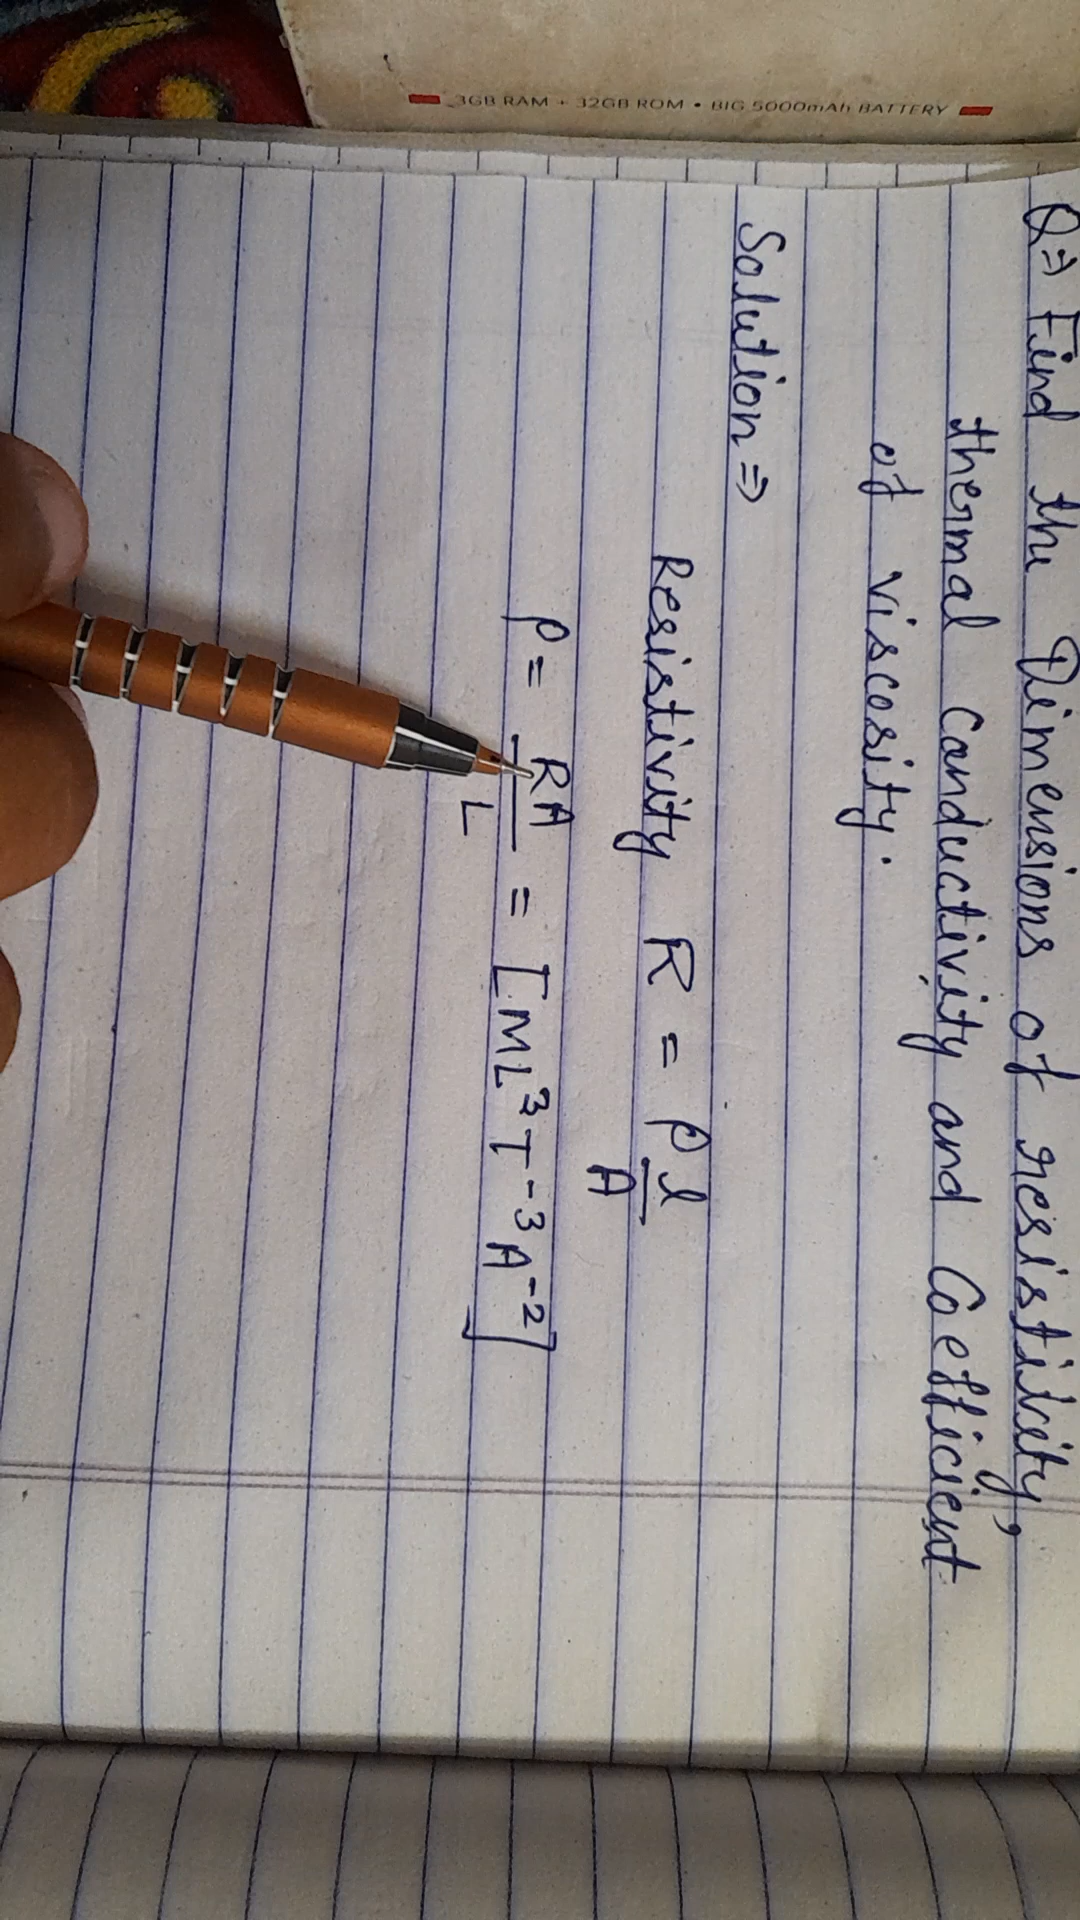 3GB RAM + 32GB ROM • BIG 5000mAh BATTERY
Q⇒ Find the Dimensions of resistivity,
thermal Conductivity and Coefficient
of viscosity.
Solution ⇒
Resistivity R = ρ l/A
ρ = RA/L = [ML³T⁻³A⁻²]